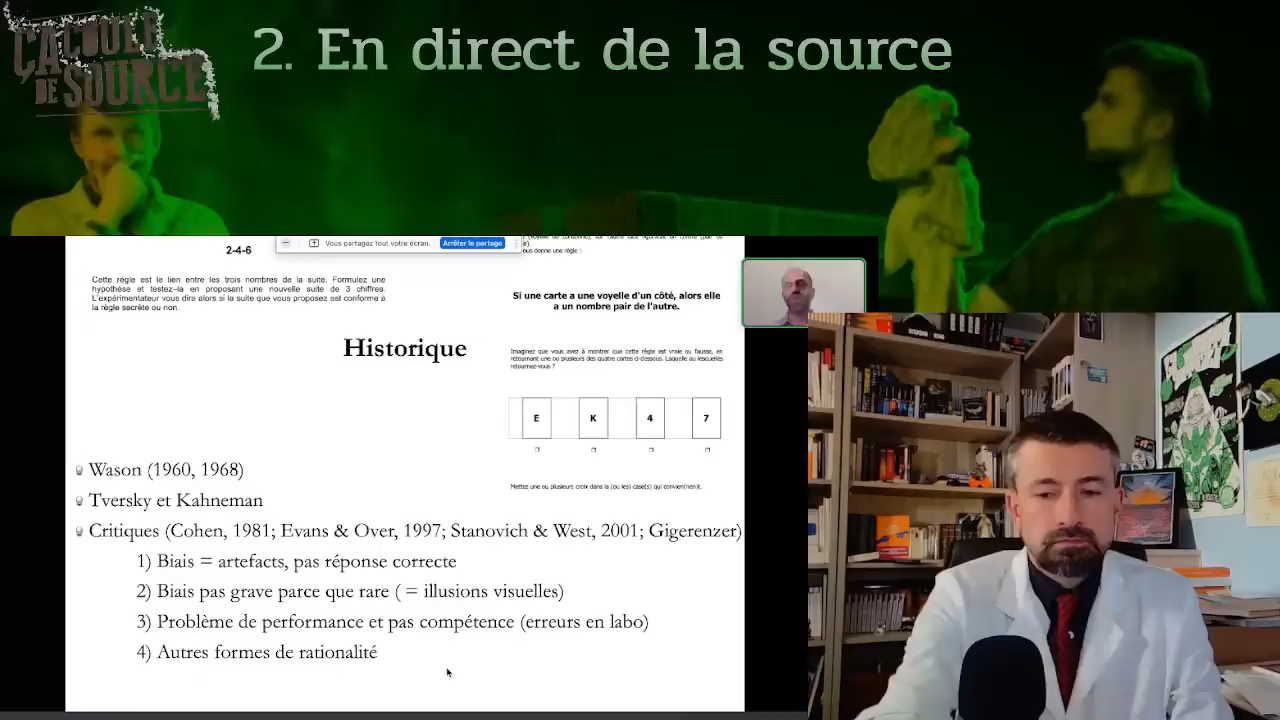 ÇA COULE
DE SOURCE
2. En direct de la source
2-4-6
Vous partagez tout votre écran.
Arrêter le partage
Cette règle est le lien entre les trois nombres de la suite. Formulez une
hypothèse et testez-la en proposant une nouvelle suite de 3 chiffres.
L'expérimentateur vous dira alors si la suite que vous proposez est conforme à
la règle secrète ou non.
ous donne une règle :
Si une carte a une voyelle d'un côté, alors elle
a un nombre pair de l'autre.
Historique
Imaginez que vous avez à montrer que cette règle est vraie ou fausse, en
retournant une ou plusieurs des quatre cartes ci-dessous. Laquelle ou lesquelles
retournez-vous ?
E K 4 7
Mettez une ou plusieurs croix dans la (ou les) case(s) qui convien(nen)t.
Wason (1960, 1968)
Tversky et Kahneman
Critiques (Cohen, 1981; Evans & Over, 1997; Stanovich & West, 2001; Gigerenzer)
1) Biais = artefacts, pas réponse correcte
2) Biais pas grave parce que rare ( = illusions visuelles)
3) Problème de performance et pas compétence (erreurs en labo)
4) Autres formes de rationalité